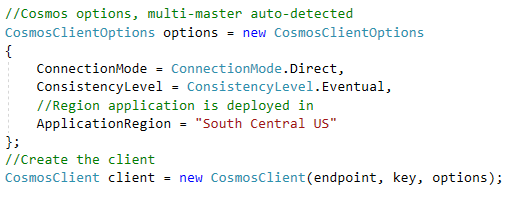 //Cosmos options, multi-master auto-detected
CosmosClientOptions options = new CosmosClientOptions
{
    ConnectionMode = ConnectionMode.Direct,
    ConsistencyLevel = ConsistencyLevel.Eventual,
    //Region application is deployed in
    ApplicationRegion = "South Central US"
};
//Create the client
CosmosClient client = new CosmosClient(endpoint, key, options);